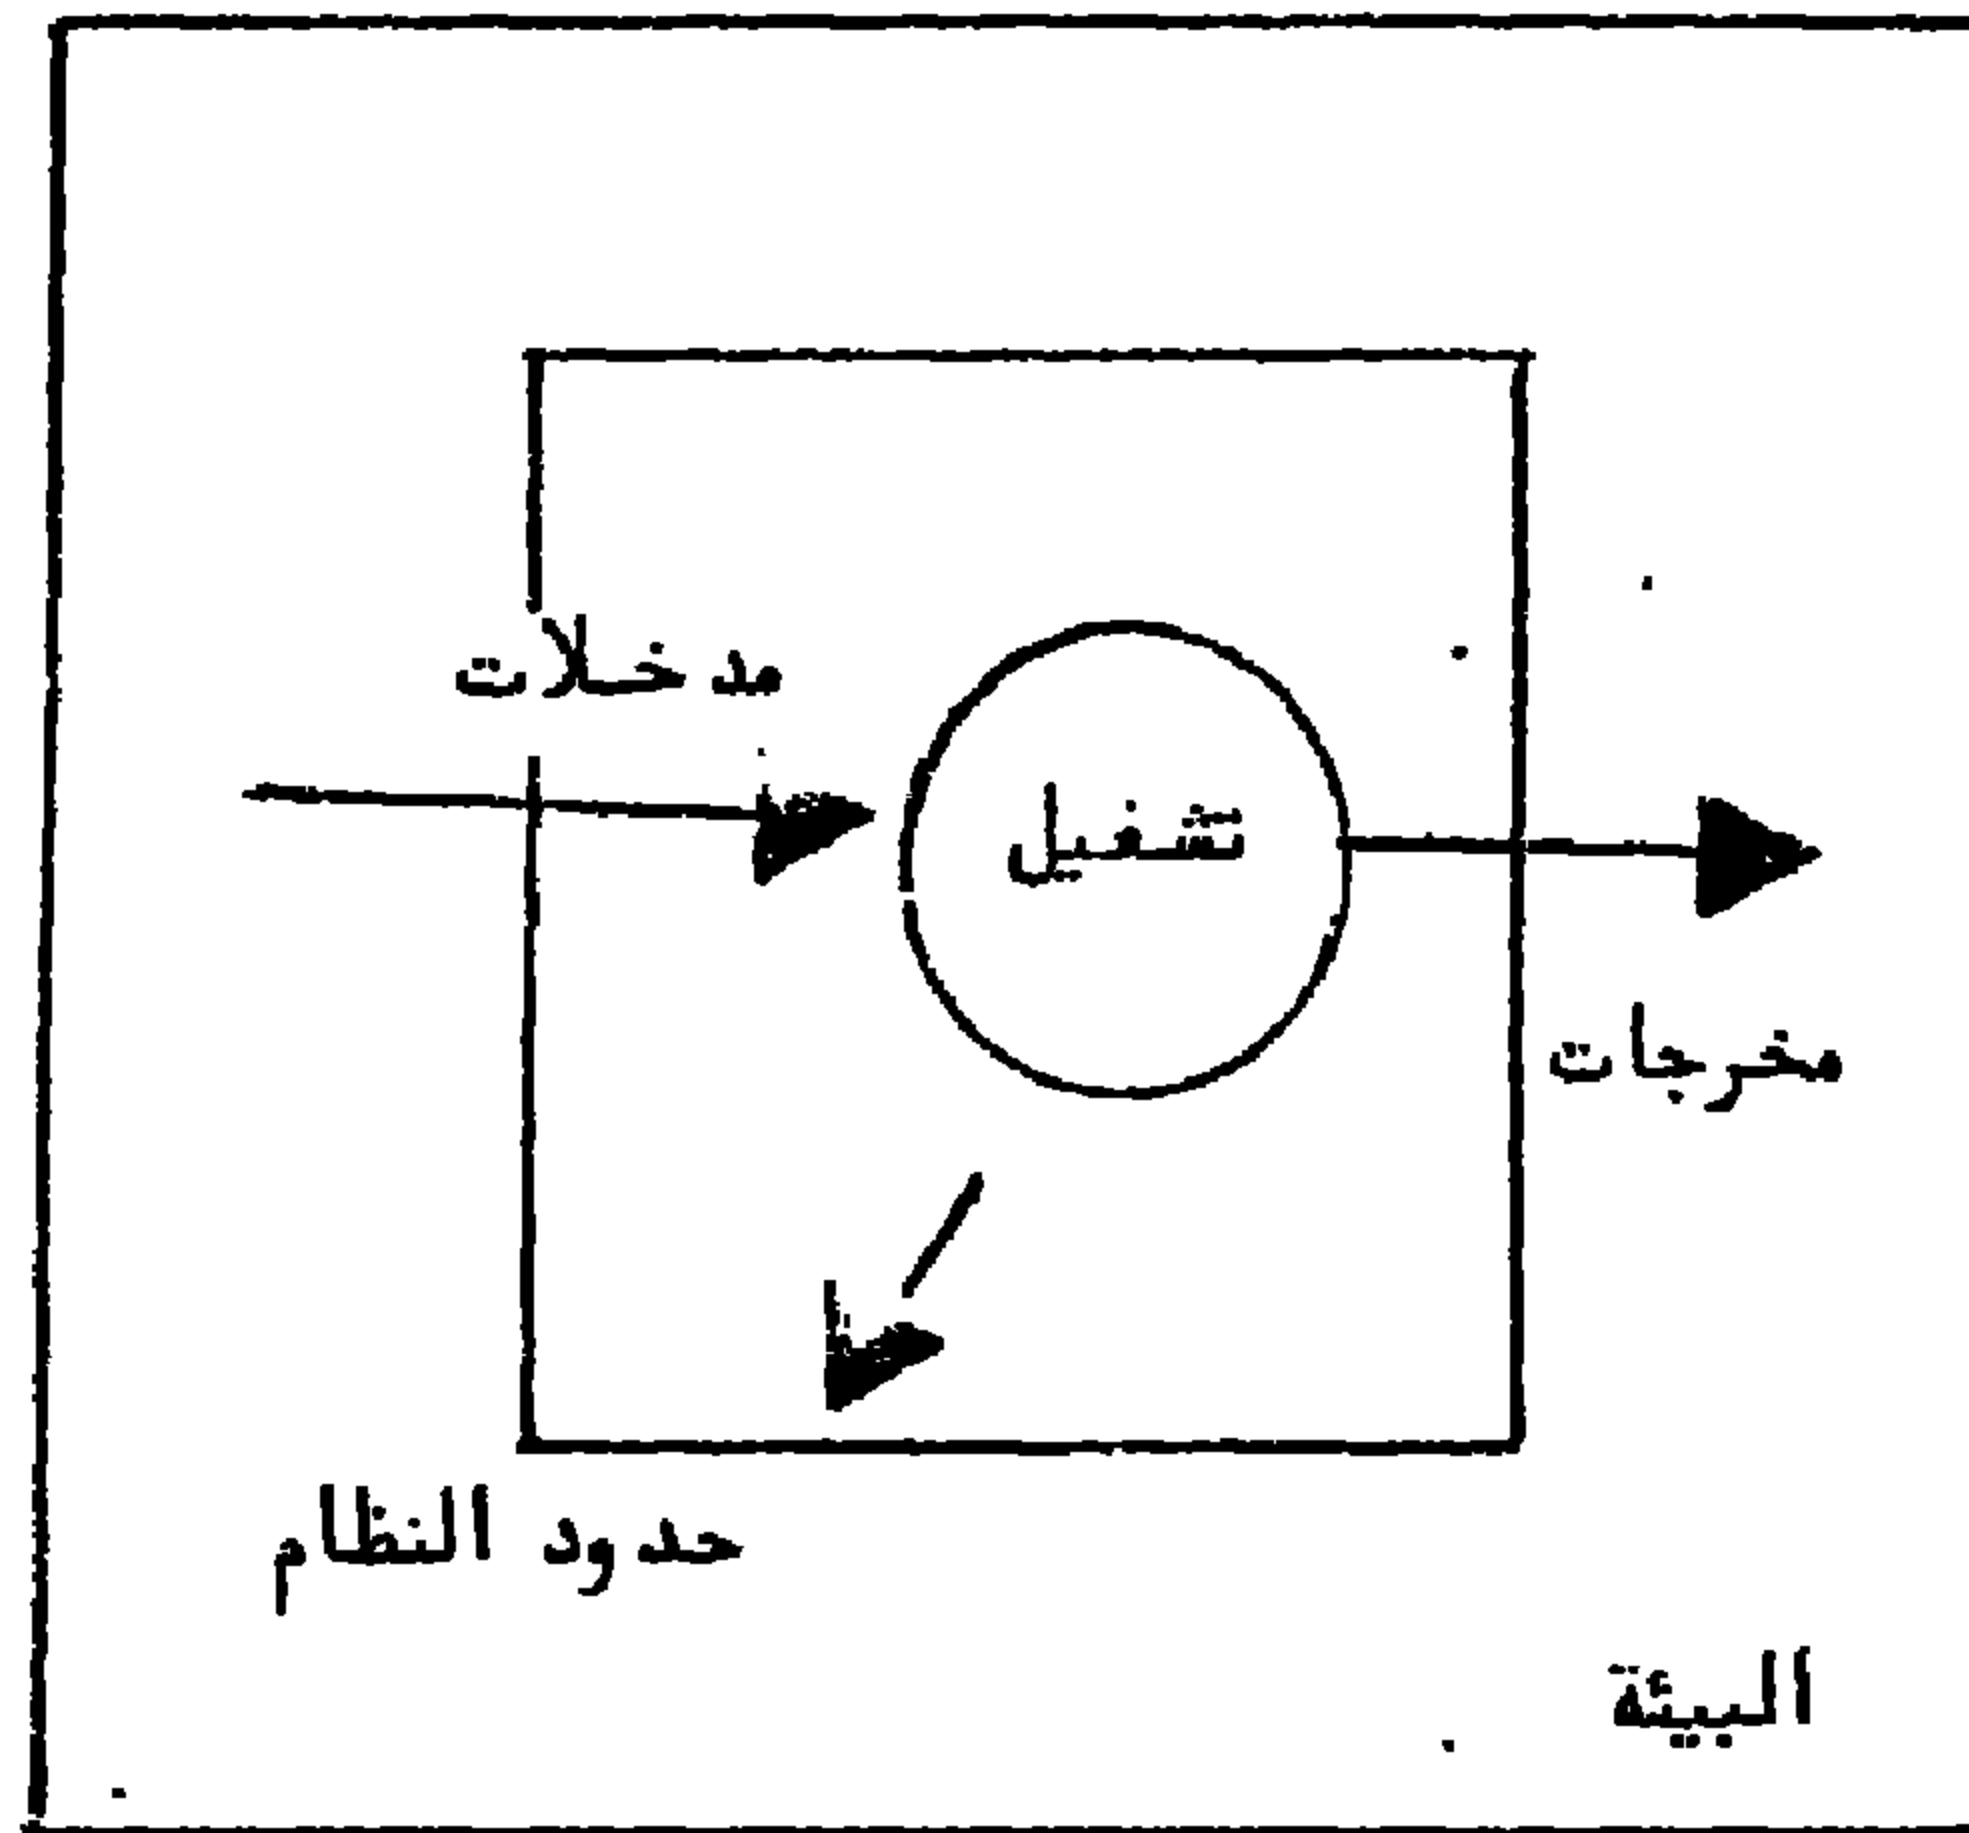 مدخلات
تشغيل
مخرجات
حدود النظام
البيئة